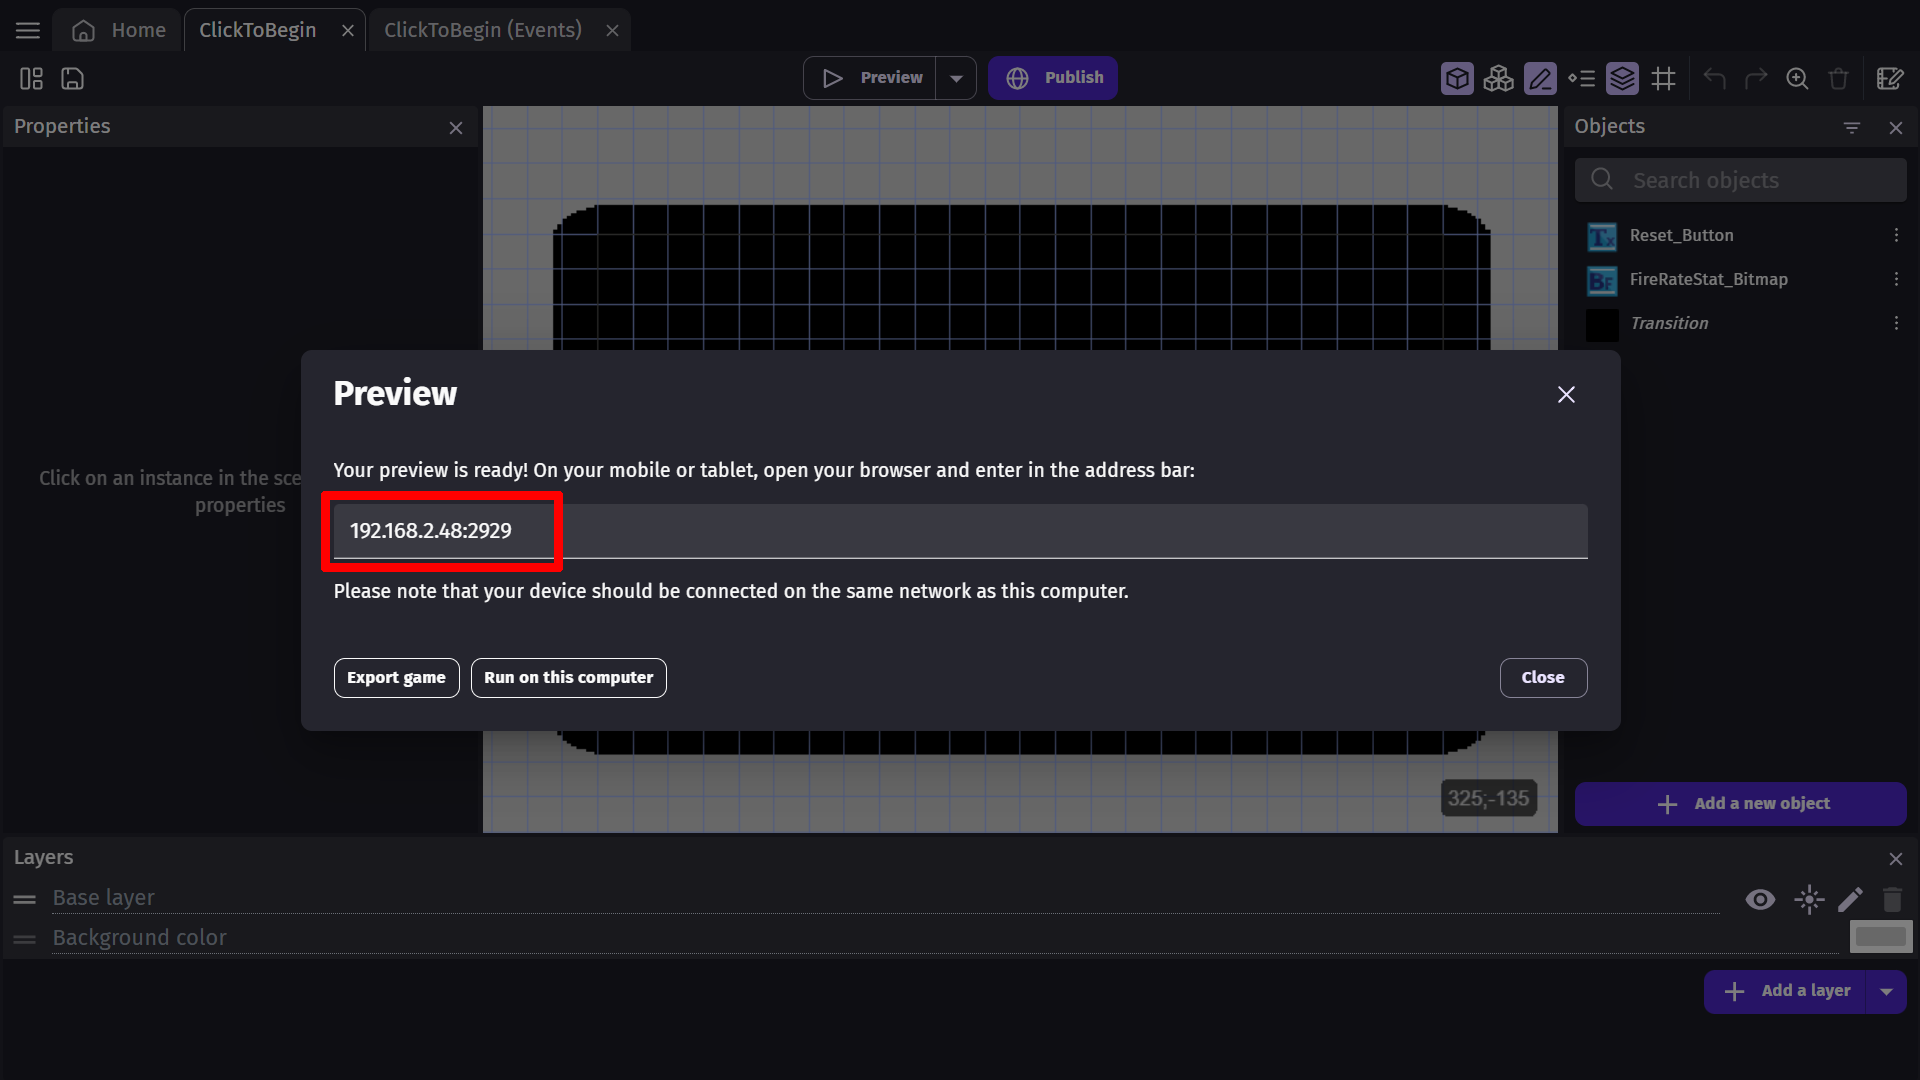 Home
ClickToBegin
ClickToBegin (Events)
Preview
Publish
Properties
Objects
Search objects
Reset_Button
FireRateStat_Bitmap
Transition
Click on an instance in the sce
properties
Preview
Your preview is ready! On your mobile or tablet, open your browser and enter in the address bar:
192.168.2.48:2929
Please note that your device should be connected on the same network as this computer.
Export game
Run on this computer
Close
325;-135
Add a new object
Layers
Base layer
Background color
Add a layer